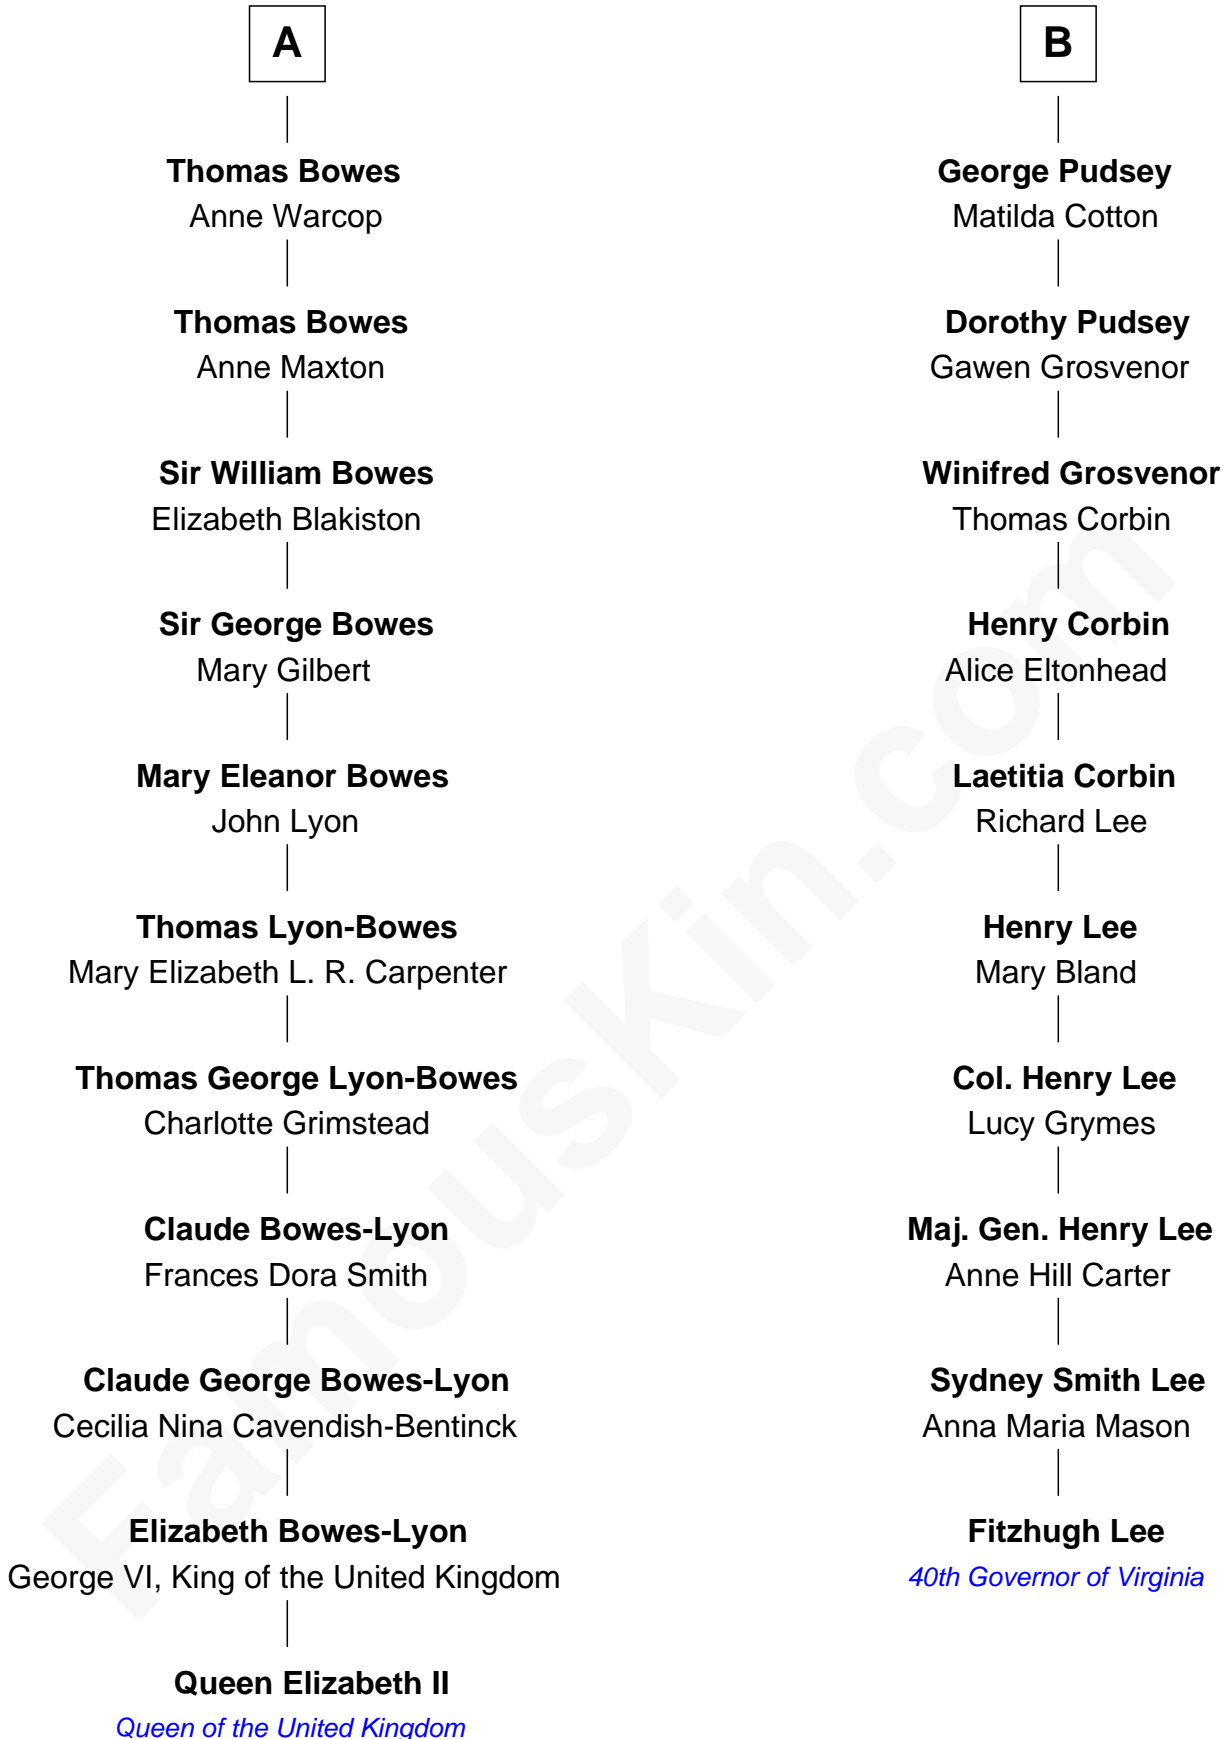 A
Thomas Bowes
Anne Warcop
Thomas Bowes
Anne Maxton
Sir William Bowes
Elizabeth Blakiston
Sir George Bowes
Mary Gilbert
Mary Eleanor Bowes
John Lyon
Thomas Lyon-Bowes
Mary Elizabeth L. R. Carpenter
Thomas George Lyon-Bowes
Charlotte Grimstead
Claude Bowes-Lyon
Frances Dora Smith
Claude George Bowes-Lyon
Cecilia Nina Cavendish-Bentinck
Elizabeth Bowes-Lyon
George VI, King of the United Kingdom
Queen Elizabeth II
Queen of the United Kingdom
B
George Pudsey
Matilda Cotton
Dorothy Pudsey
Gawen Grosvenor
Winifred Grosvenor
Thomas Corbin
Henry Corbin
Alice Eltonhead
Laetitia Corbin
Richard Lee
Henry Lee
Mary Bland
Col. Henry Lee
Lucy Grymes
Maj. Gen. Henry Lee
Anne Hill Carter
Sydney Smith Lee
Anna Maria Mason
Fitzhugh Lee
40th Governor of Virginia
FamousKin.com